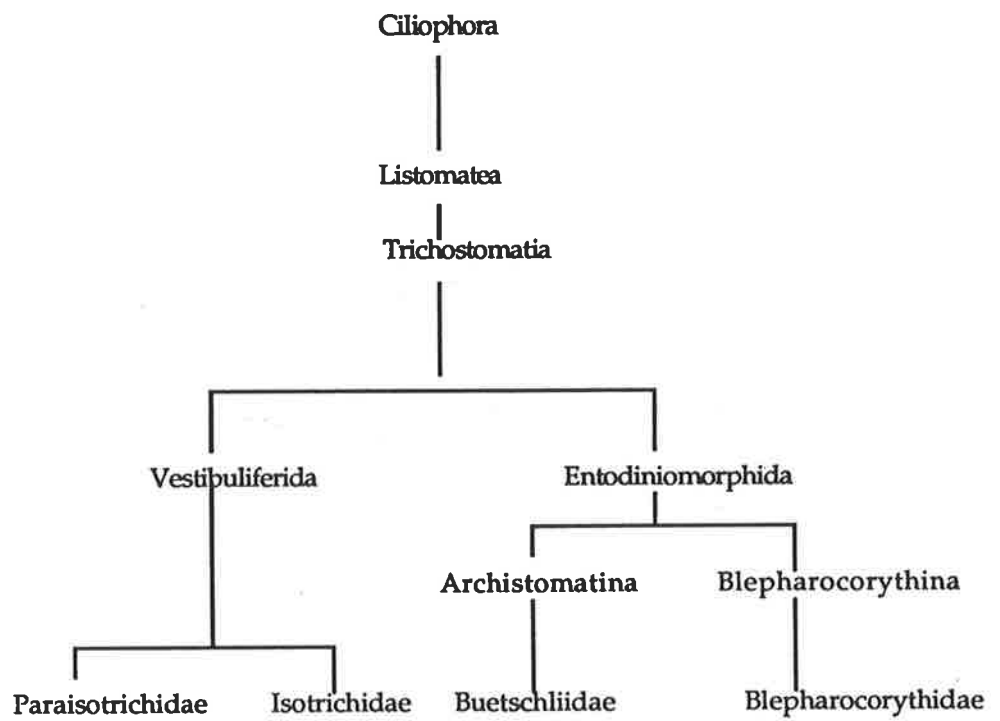 Ciliophora
Listomatea
Trichostomatia
Vestibuliferida Entodiniomorphida
Archistomatina Blepharocorythina
Paraisotrichidae Isotrichidae Buetschliidae Blepharocorythidae